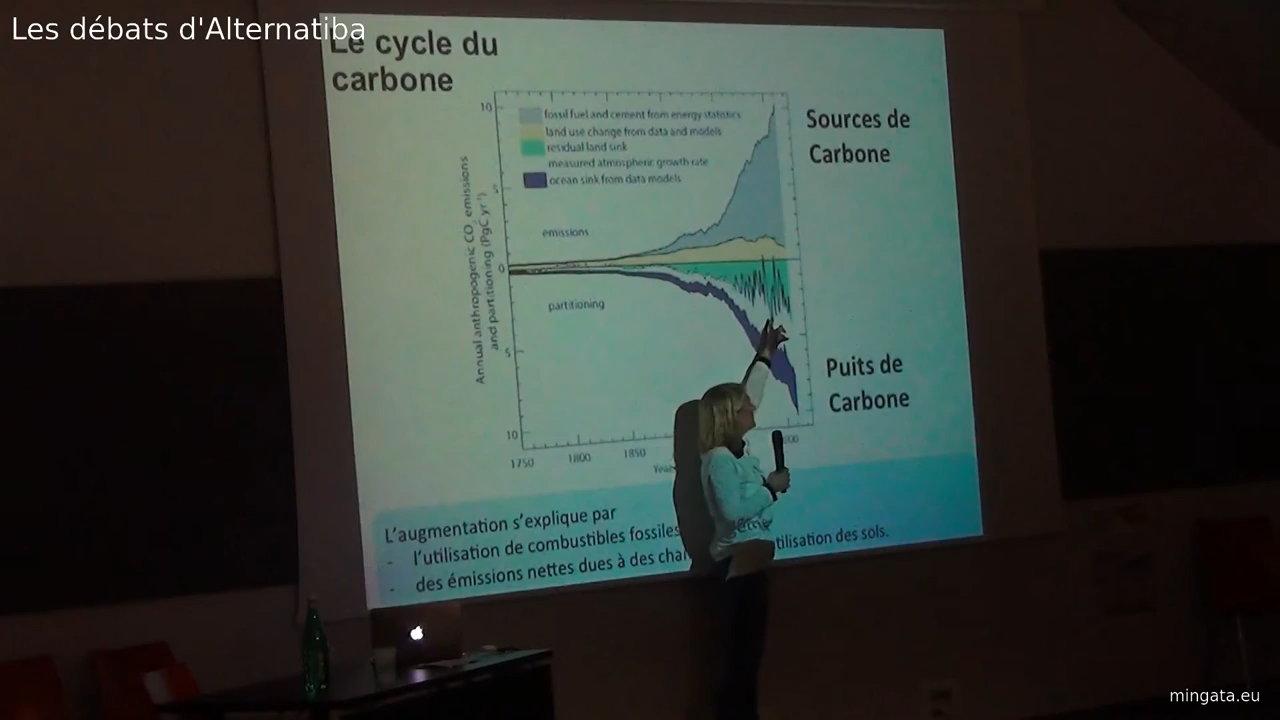 Les débats d'Alternatiba
Le cycle du
carbone
10
fossil fuel and cement from energy statistics
land use change from data and models
residual land sink
measured atmospheric growth rate
ocean sink from data models
Sources de
Carbone
Annual anthropogenic CO₂ emissions
and partitioning (PgC yr⁻¹)
5
emissions
0
partitioning
5
Puits de
Carbone
10
1750
1800
1850
L'augmentation s'explique par
- l'utilisation de combustibles fossiles
- des émissions nettes dues à des tilisation des sols.
mingata.eu